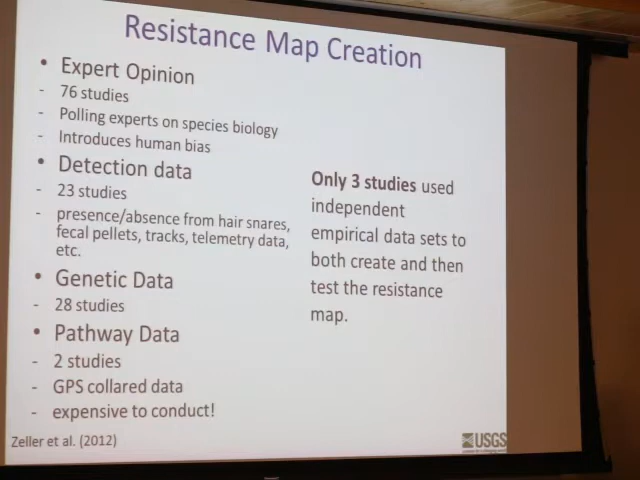 Resistance Map Creation
• Expert Opinion
- 76 studies
- Polling experts on species biology
- Introduces human bias
• Detection data
- 23 studies
- presence/absence from hair snares,
fecal pellets, tracks, telemetry data,
etc.
• Genetic Data
- 28 studies
• Pathway Data
- 2 studies
- GPS collared data
- expensive to conduct!
Only 3 studies used
independent
empirical data sets to
both create and then
test the resistance
map.
Zeller et al. (2012)
USGS